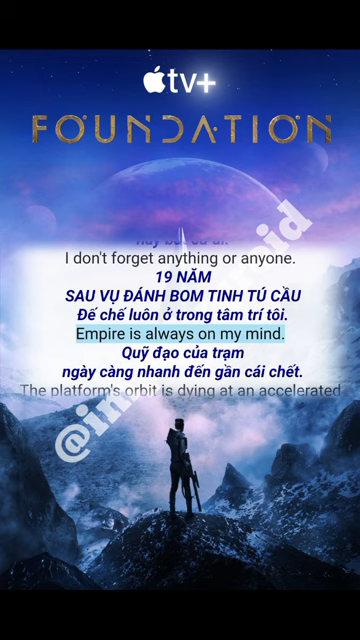 tv+
FOUNDATION
I don't forget anything or anyone.
19 NĂM
SAU VỤ ĐÁNH BOM TINH TÚ CẦU
Đế chế luôn ở trong tâm trí tôi.
Empire is always on my mind.
Quỹ đạo của trạm
ngày càng nhanh đến gần cái chết.
The platform's orbit is dying at an accelerated